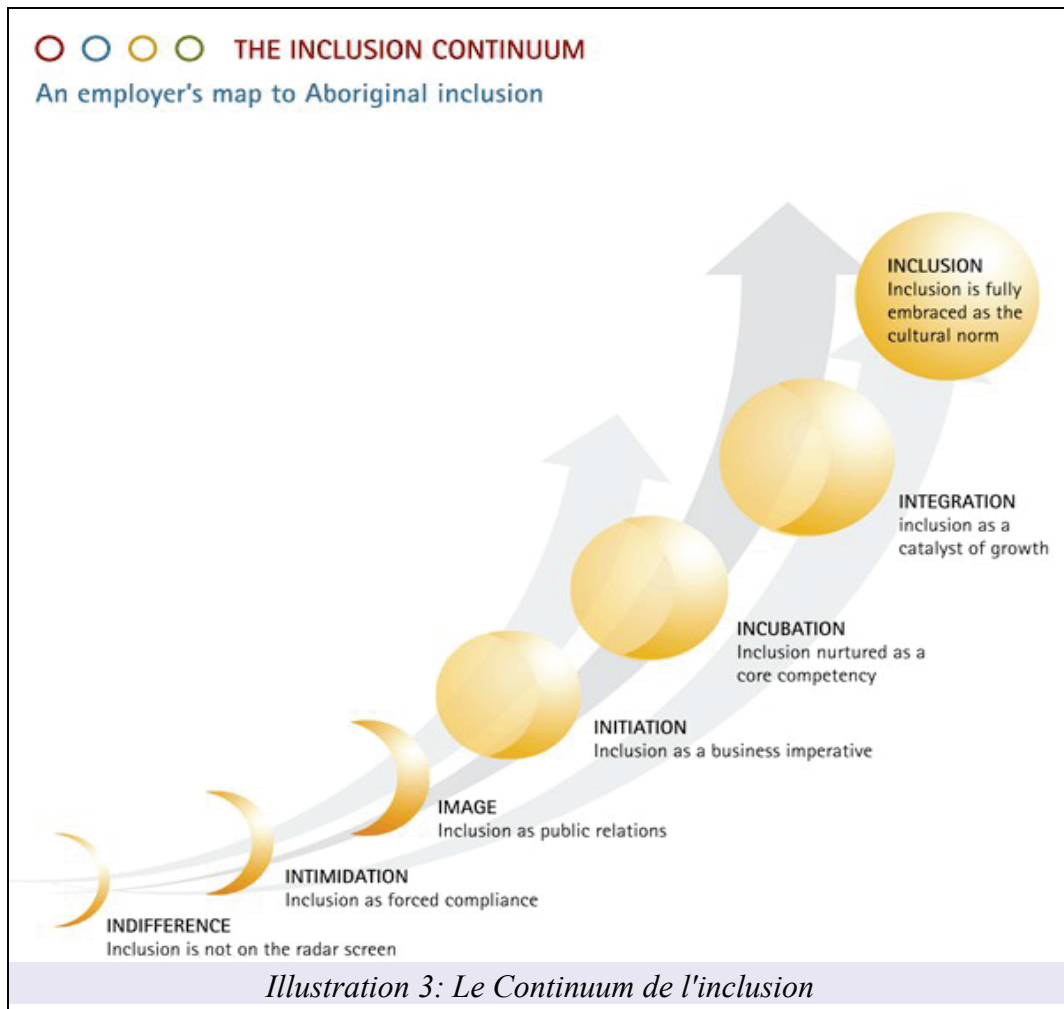 THE INCLUSION CONTINUUM
An employer's map to Aboriginal inclusion
INCLUSION
Inclusion is fully
embraced as the
cultural norm
INTEGRATION
inclusion as a
catalyst of growth
INCUBATION
Inclusion nurtured as a
core competency
INITIATION
Inclusion as a business imperative
IMAGE
Inclusion as public relations
INTIMIDATION
Inclusion as forced compliance
INDIFFERENCE
Inclusion is not on the radar screen
Illustration 3: Le Continuum de l'inclusion